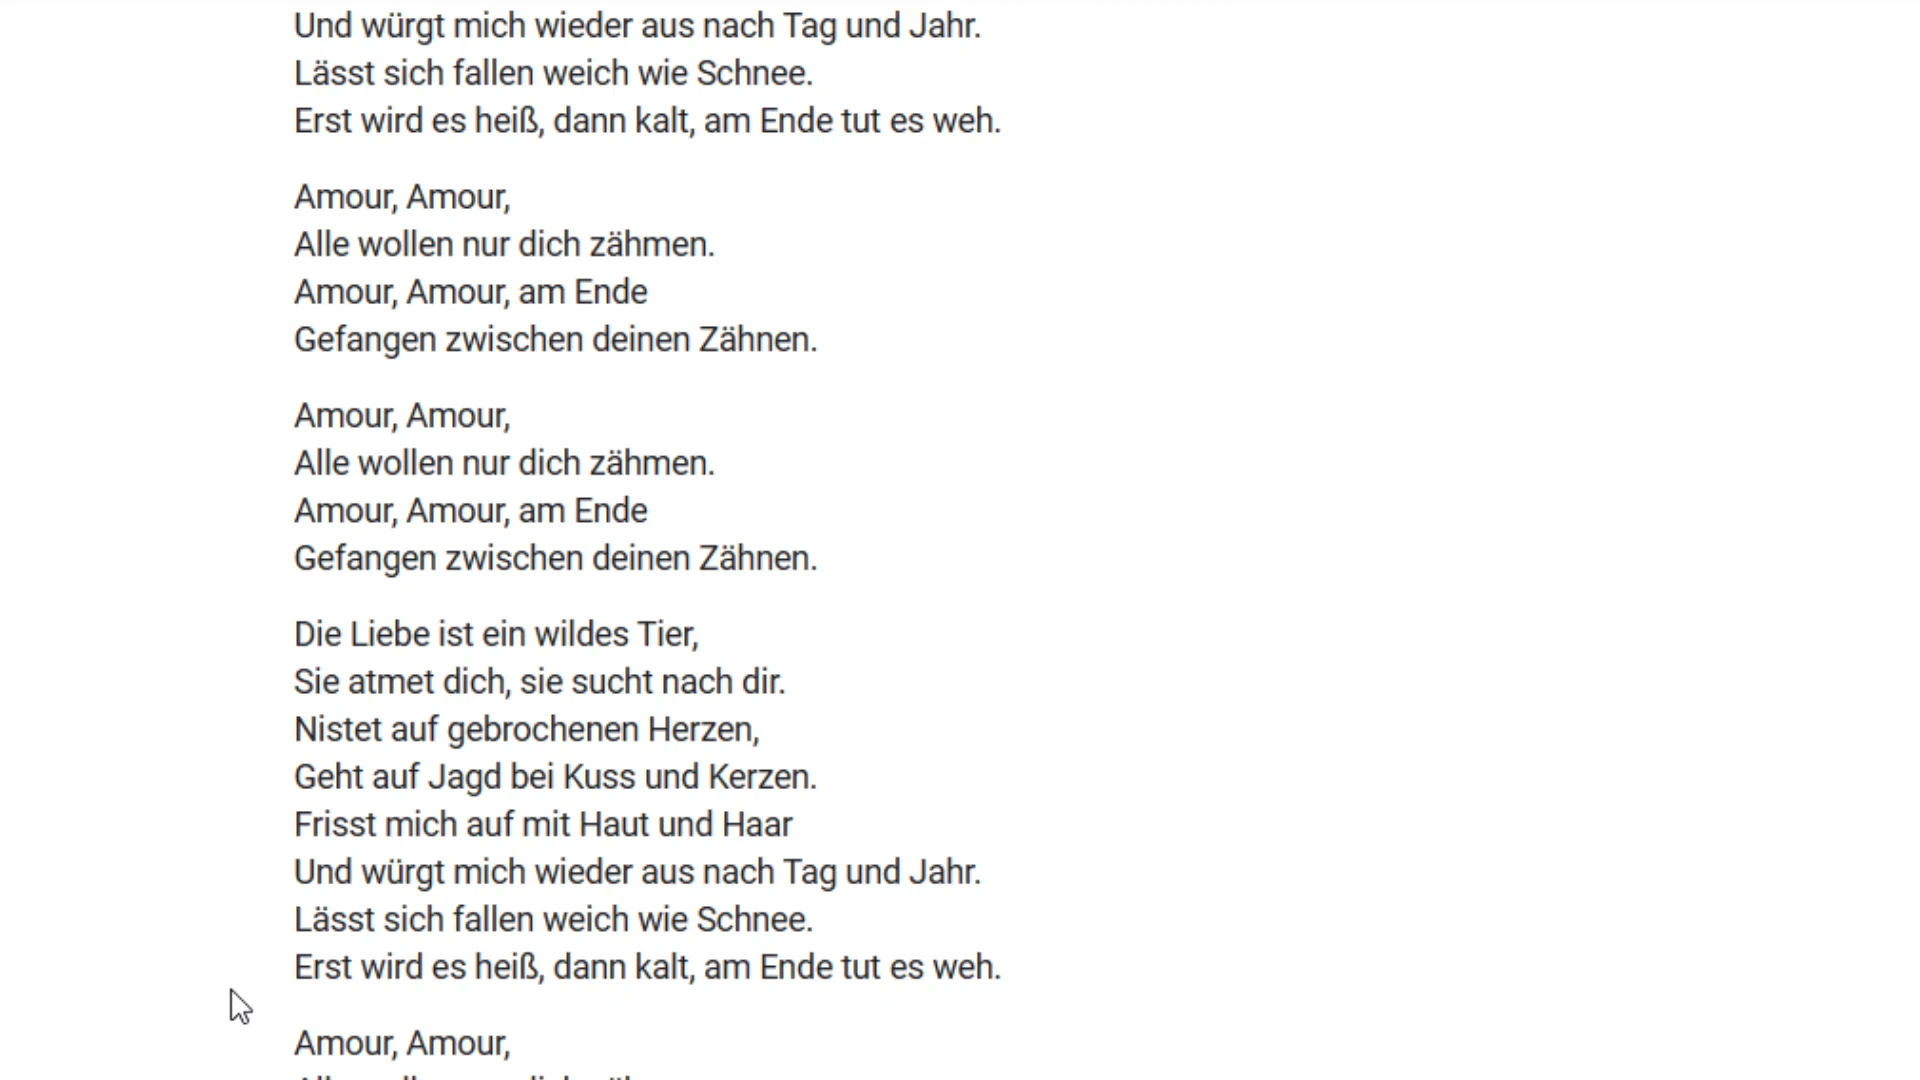 Und würgt mich wieder aus nach Tag und Jahr.
Lässt sich fallen weich wie Schnee.
Erst wird es heiß, dann kalt, am Ende tut es weh.
Amour, Amour,
Alle wollen nur dich zähmen.
Amour, Amour, am Ende
Gefangen zwischen deinen Zähnen.
Amour, Amour,
Alle wollen nur dich zähmen.
Amour, Amour, am Ende
Gefangen zwischen deinen Zähnen.
Die Liebe ist ein wildes Tier,
Sie atmet dich, sie sucht nach dir.
Nistet auf gebrochenen Herzen,
Geht auf Jagd bei Kuss und Kerzen.
Frisst mich auf mit Haut und Haar
Und würgt mich wieder aus nach Tag und Jahr.
Lässt sich fallen weich wie Schnee.
Erst wird es heiß, dann kalt, am Ende tut es weh.
Amour, Amour,